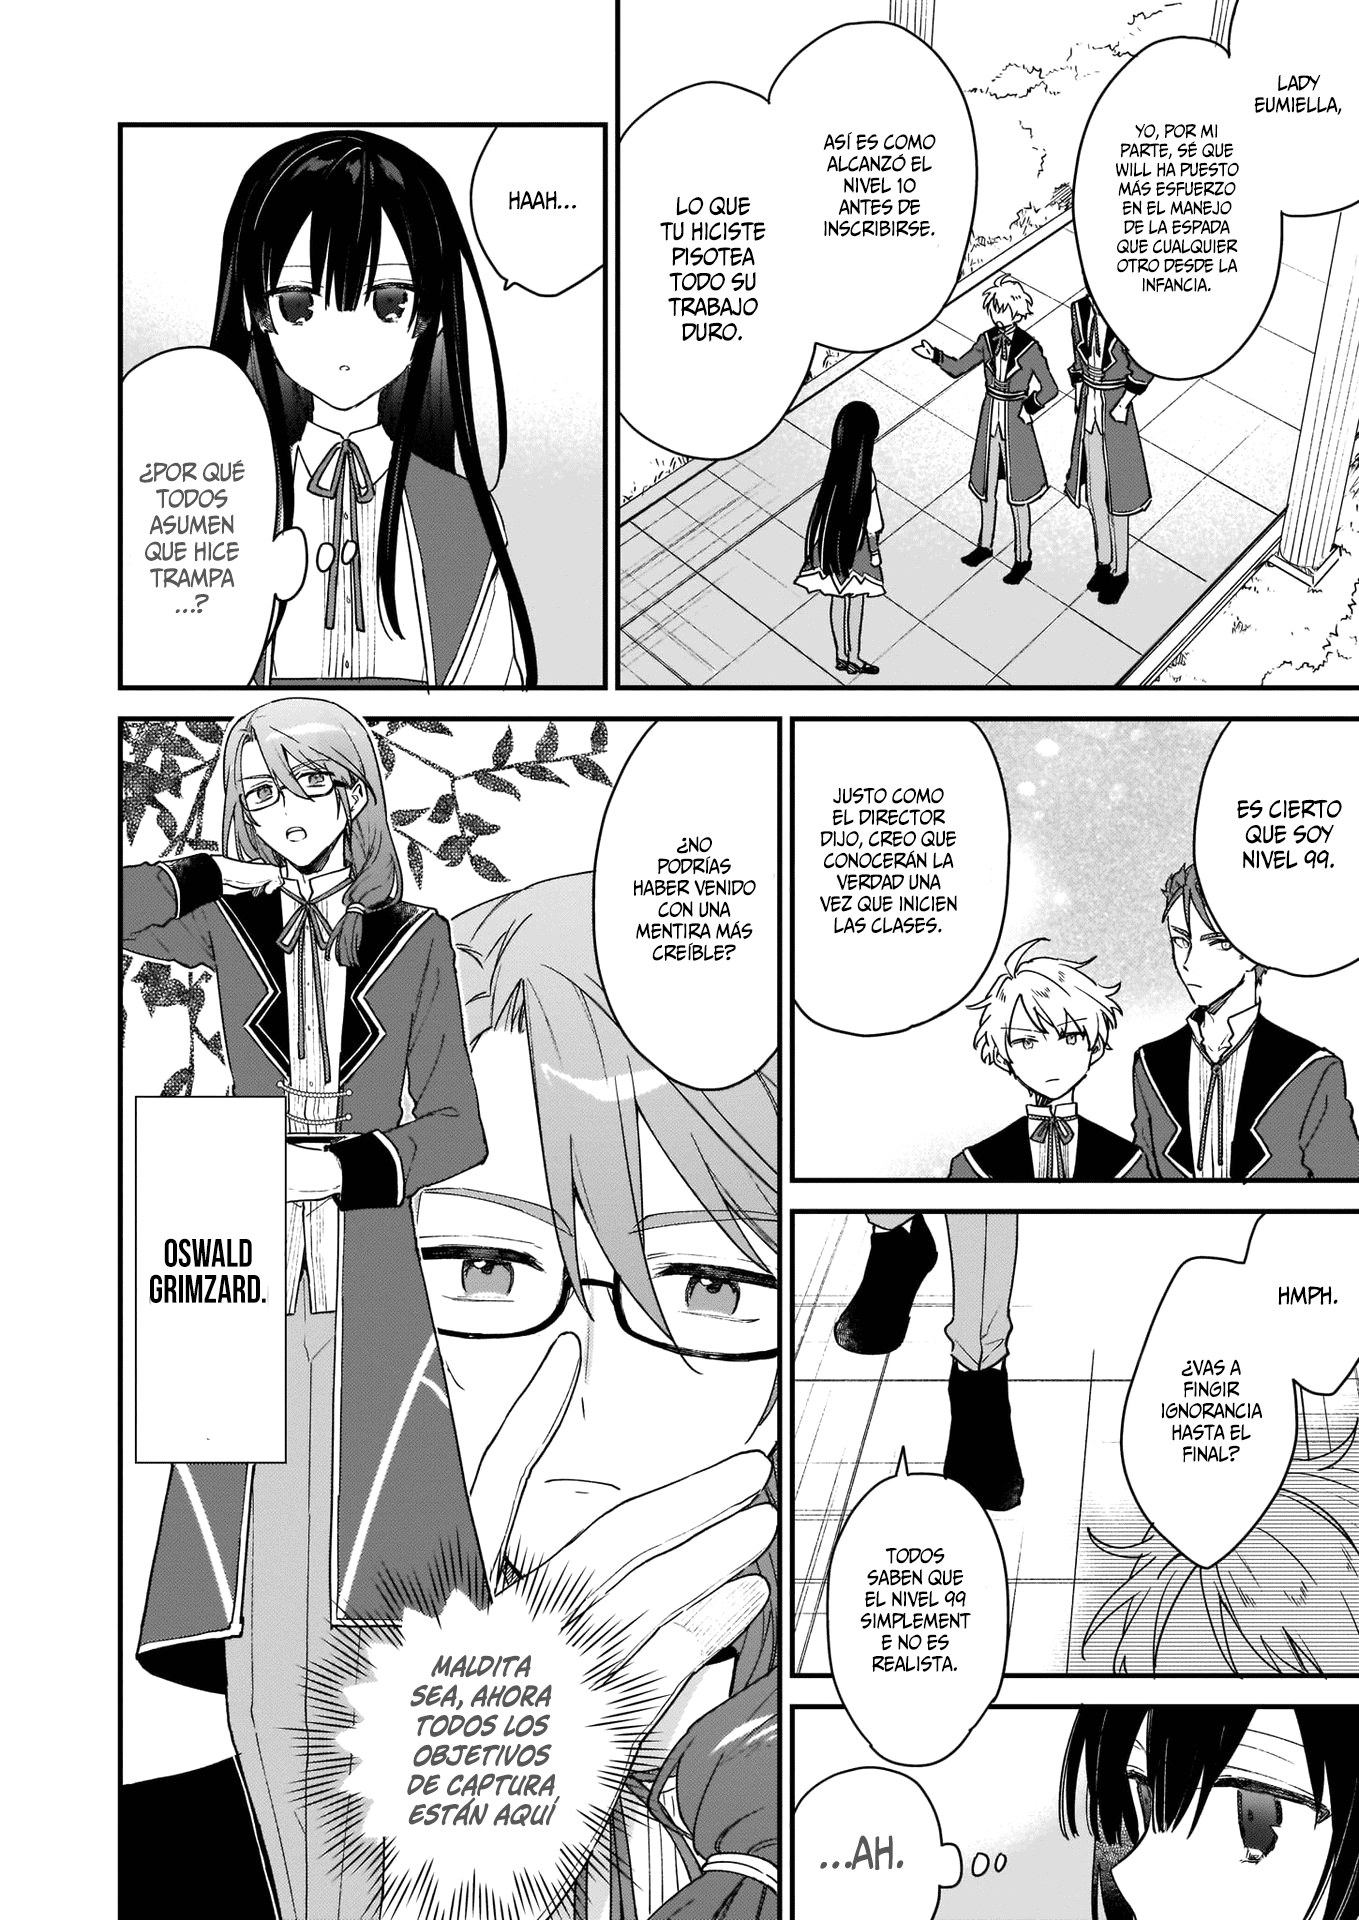 LADY
EUMIELLA,
YO, POR MI
PARTE, SÉ QUE
WILL HA PUESTO
MÁS ESFUERZO
EN EL MANEJO
DE LA ESPADA
QUE CUALQUIER
OTRO DESDE LA
INFANCIA.
ASÍ ES COMO
ALCANZÓ EL
NIVEL 10
ANTES DE
INSCRIBIRSE.
LO QUE
TU HICISTE
PISOTEA
TODO SU
TRABAJO
DURO.
HAAH...
¿POR QUÉ
TODOS
ASUMEN
QUE HICE
TRAMPA
...?
ES CIERTO
QUE SOY
NIVEL 99.
JUSTO COMO
EL DIRECTOR
DIJO, CREO QUE
CONOCERÁN LA
VERDAD UNA
VEZ QUE INICIEN
LAS CLASES.
HMPH.
¿VAS A
FINGIR
IGNORANCIA
HASTA EL
FINAL?
TODOS
SABEN QUE
EL NIVEL 99
SIMPLEMENT
E NO ES
REALISTA.
...AH.
¿NO
PODRÍAS
HABER VENIDO
CON UNA
MENTIRA MÁS
CREÍBLE?
OSWALD
GRIMZARD.
MALDITA
SEA, AHORA
TODOS LOS
OBJETIVOS
DE CAPTURA
ESTÁN AQUÍ